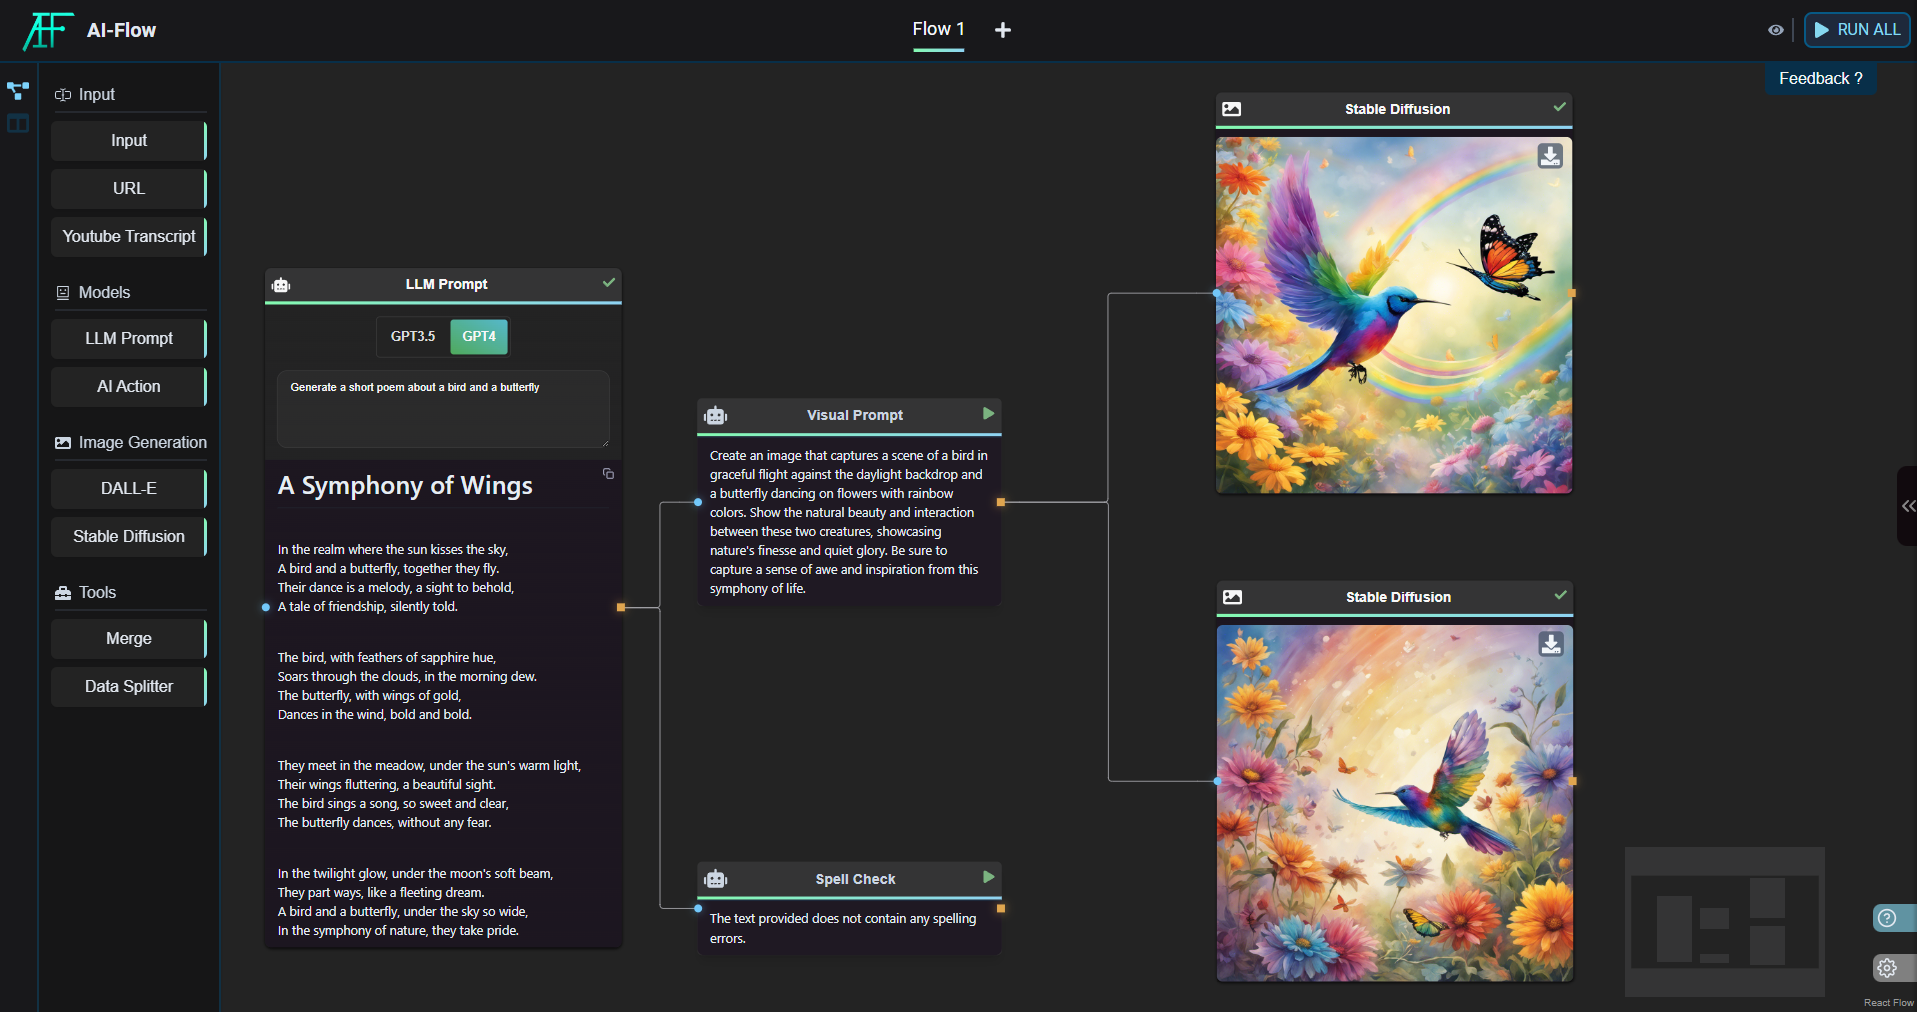 AI-Flow
Flow 1
RUN ALL
Feedback ?
Input
Input
URL
Youtube Transcript
Models
LLM Prompt
AI Action
Image Generation
DALL-E
Stable Diffusion
Tools
Merge
Data Splitter
LLM Prompt
GPT3.5
GPT4
Generate a short poem about a bird and a butterfly
A Symphony of Wings
In the realm where the sun kisses the sky,
A bird and a butterfly, together they fly.
Their dance is a melody, a sight to behold,
A tale of friendship, silently told.
The bird, with feathers of sapphire hue,
Soars through the clouds, in the morning dew.
The butterfly, with wings of gold,
Dances in the wind, bold and bold.
They meet in the meadow, under the sun's warm light,
Their wings fluttering, a beautiful sight.
The bird sings a song, so sweet and clear,
The butterfly dances, without any fear.
In the twilight glow, under the moon's soft beam,
They part ways, like a fleeting dream.
A bird and a butterfly, under the sky so wide,
In the symphony of nature, they take pride.
Visual Prompt
Create an image that captures a scene of a bird in
graceful flight against the daylight backdrop and
a butterfly dancing on flowers with rainbow
colors. Show the natural beauty and interaction
between these two creatures, showcasing
nature's finesse and quiet glory. Be sure to
capture a sense of awe and inspiration from this
symphony of life.
Spell Check
The text provided does not contain any spelling
errors.
Stable Diffusion
Stable Diffusion
React Flow